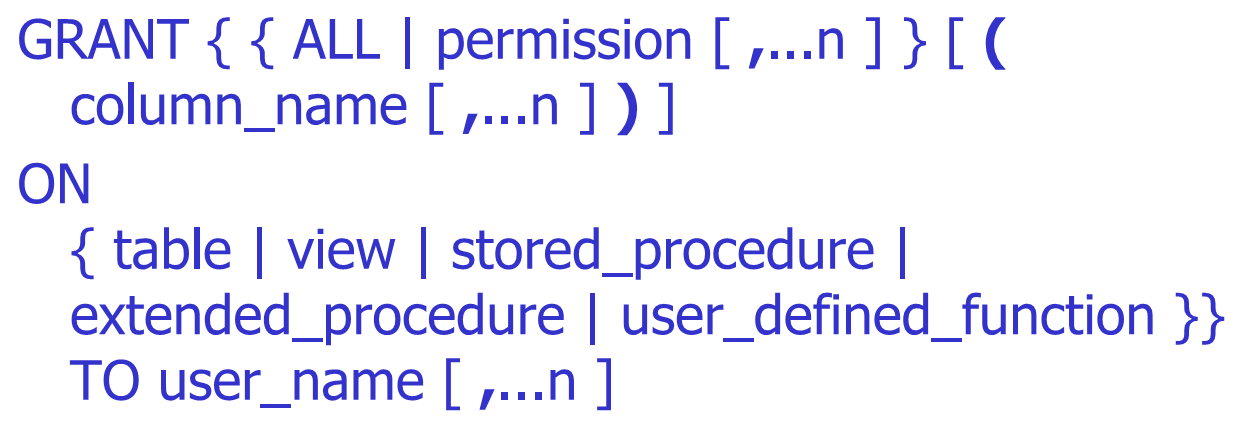 GRANT { { ALL | permission [ ,...n ] } [ (
column_name [ ,...n ] ) ]
ON
{ table | view | stored_procedure |
extended_procedure | user_defined_function }}
TO user_name [ ,...n ]